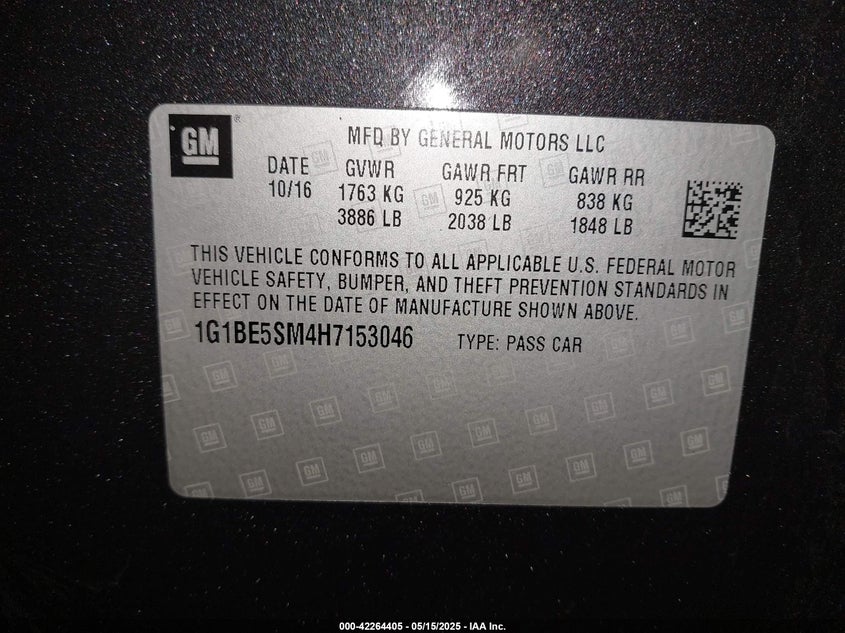 GM ®
MFD BY GENERAL MOTORS LLC
DATE GVWR GAWR FRT GAWR RR
10/16 1763 KG 925 KG 838 KG
3886 LB 2038 LB 1848 LB
THIS VEHICLE CONFORMS TO ALL APPLICABLE U.S. FEDERAL MOTOR
VEHICLE SAFETY, BUMPER, AND THEFT PREVENTION STANDARDS IN
EFFECT ON THE DATE OF MANUFACTURE SHOWN ABOVE.
1G1BE5SM4H7153046 TYPE: PASS CAR
000-42264405 - 05/15/2025 - IAA Inc.